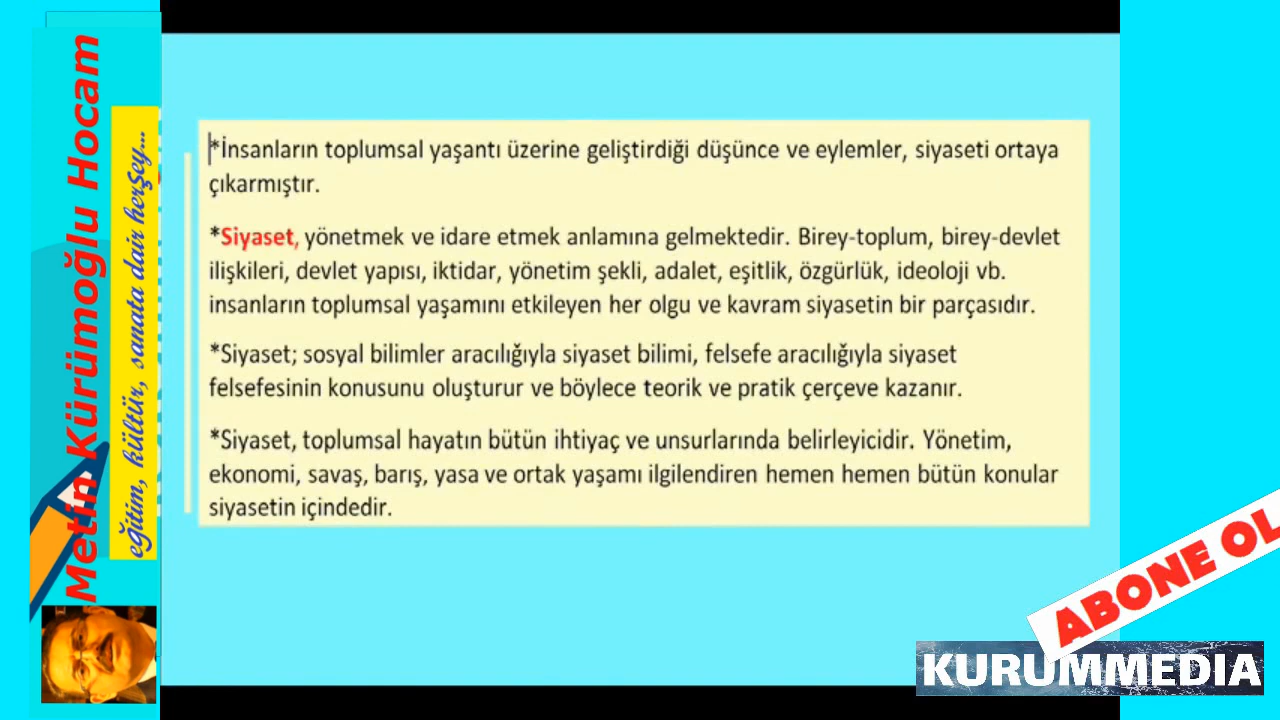 Metin Kürümoğlu Hocam
eğitim, kültür, sanata dair herşey...
*İnsanların toplumsal yaşantı üzerine geliştirdiği düşünce ve eylemler, siyaseti ortaya
çıkarmıştır.
*Siyaset, yönetmek ve idare etmek anlamına gelmektedir. Birey-toplum, birey-devlet
ilişkileri, devlet yapısı, iktidar, yönetim şekli, adalet, eşitlik, özgürlük, ideoloji vb.
insanların toplumsal yaşamını etkileyen her olgu ve kavram siyasetin bir parçasıdır.
*Siyaset; sosyal bilimler aracılığıyla siyaset bilimi, felsefe aracılığıyla siyaset
felsefesinin konusunu oluşturur ve böylece teorik ve pratik çerçeve kazanır.
*Siyaset, toplumsal hayatın bütün ihtiyaç ve unsurlarında belirleyicidir. Yönetim,
ekonomi, savaş, barış, yasa ve ortak yaşamı ilgilendiren hemen hemen bütün konular
siyasetin içindedir.
ABONE OL
KURUMMEDIA